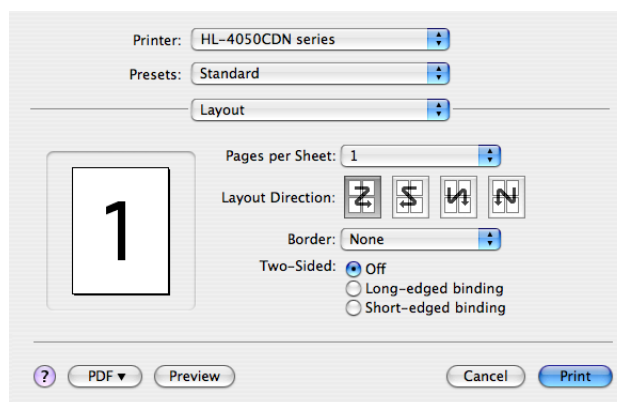 Printer: HL-4050CDN series
Presets: Standard
Layout
Pages per Sheet: 1
1
Layout Direction:
Border: None
Two-Sided: Off
Long-edged binding
Short-edged binding
? PDF ▼ Preview Cancel Print